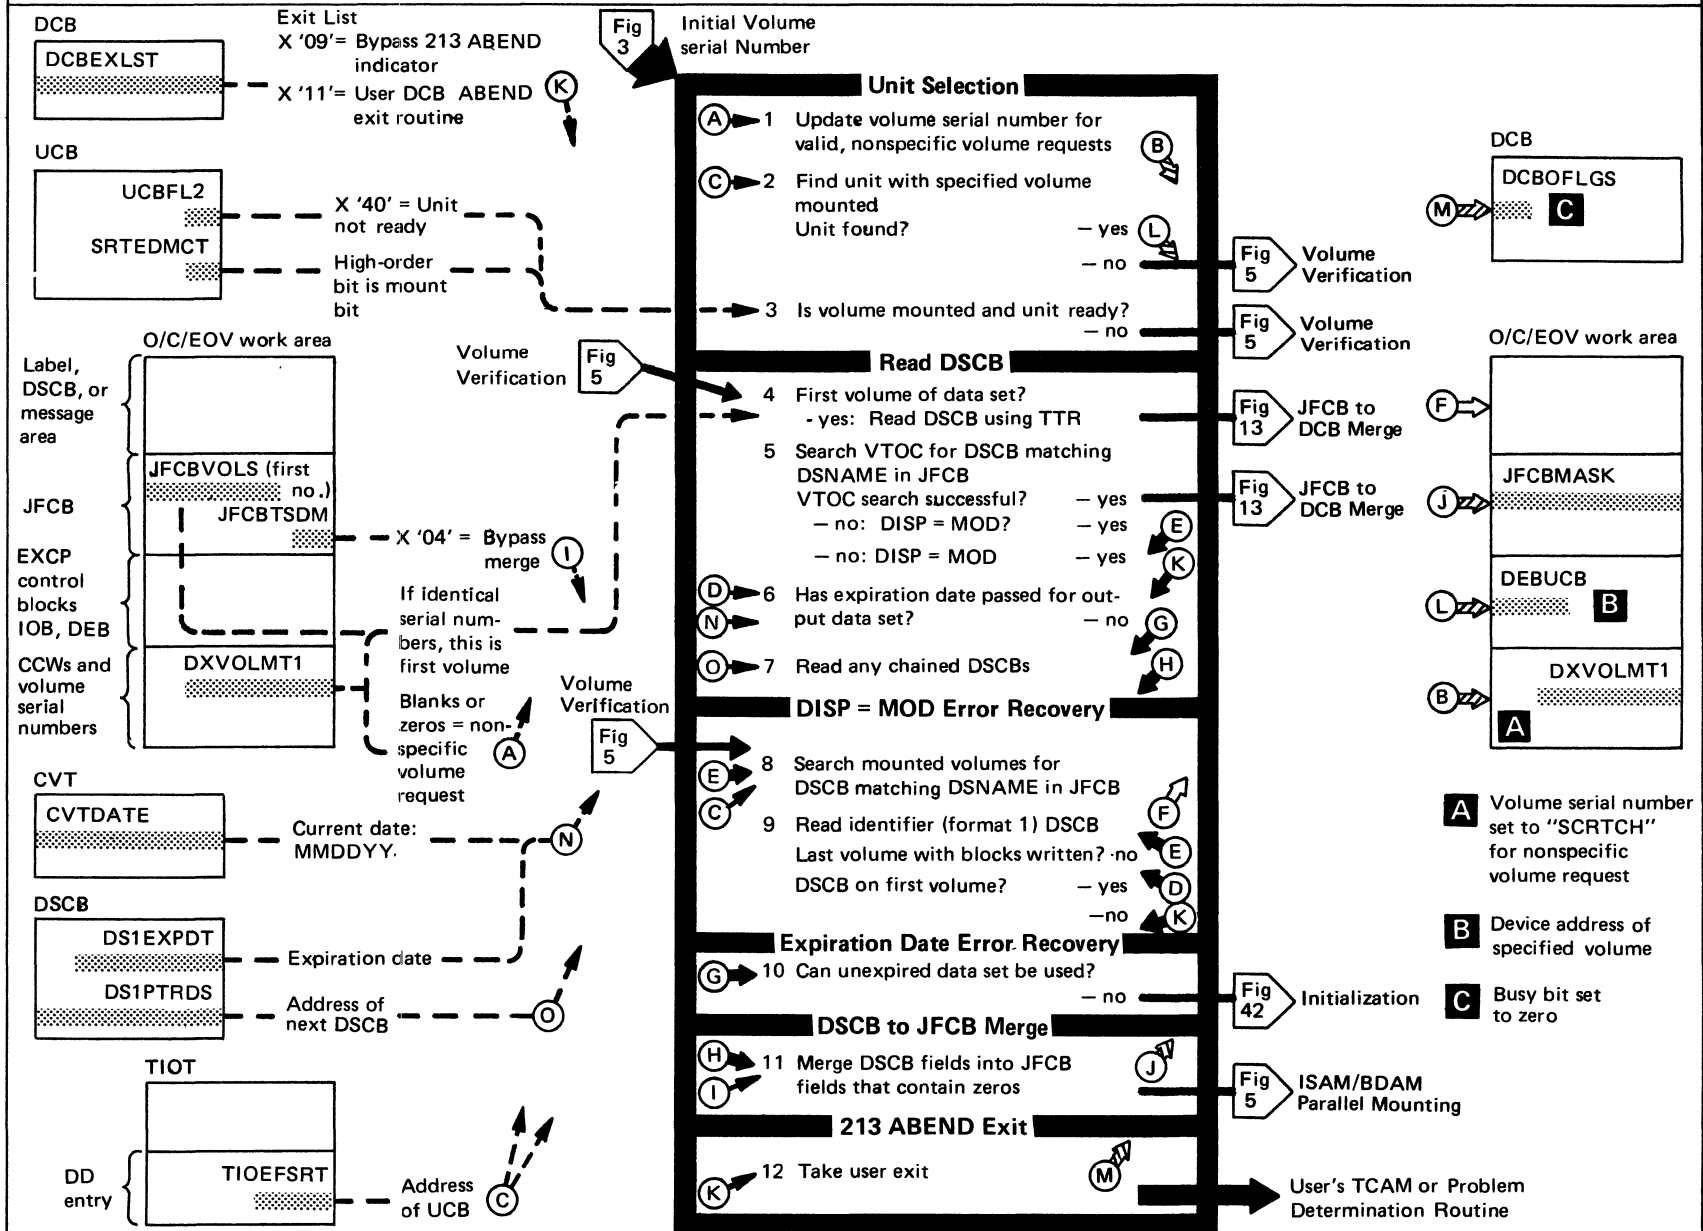 DCB
DCBEXLST
Exit List
X '09'= Bypass 213 ABEND
indicator
X '11'= User DCB ABEND
exit routine
K
UCB
UCBFL2
SRTEDMCT
X '40' = Unit
not ready
High-order
bit is mount
bit
O/C/EOV work area
Label,
DSCB, or
message
area
JFCB
EXCP
control
blocks
IOB, DEB
CCWs and
volume
serial
numbers
JFCBVOLS (first
no.)
JFCBTSDM
DXVOLMT1
X '04' = Bypass
merge
I
If identical
serial num-
bers, this is
first volume
Blanks or
zeros = non-
specific
volume
request
A
CVT
CVTDATE
Current date:
MMDDYY.
N
DSCB
DS1EXPDT
DS1PTRDS
Expiration date
Address of
next DSCB
O
TIOT
DD
entry
TIOEFSRT
Address
of UCB
C
Fig
3
Initial Volume
serial Number
Unit Selection
A
1 Update volume serial number for
valid, nonspecific volume requests
B
C
2 Find unit with specified volume
mounted
Unit found? – yes
L
– no
Fig
5
Volume
Verification
3 Is volume mounted and unit ready?
– no
Fig
5
Volume
Verification
Read DSCB
Volume
Verification
Fig
5
4 First volume of data set?
- yes: Read DSCB using TTR
Fig
13
JFCB to
DCB Merge
5 Search VTOC for DSCB matching
DSNAME in JFCB
VTOC search successful? – yes
Fig
13
JFCB to
DCB Merge
– no: DISP = MOD? – yes
E
– no: DISP = MOD – yes
K
D
N
6 Has expiration date passed for out-
put data set? – no
G
O
7 Read any chained DSCBs
H
DISP = MOD Error Recovery
Volume
Verification
Fig
5
E
C
8 Search mounted volumes for
DSCB matching DSNAME in JFCB
F
9 Read identifier (format 1) DSCB
Last volume with blocks written? -no
E
DSCB on first volume? – yes
D
–no
K
Expiration Date Error Recovery
G
10 Can unexpired data set be used?
– no
Fig
42
Initialization
DSCB to JFCB Merge
H
I
11 Merge DSCB fields into JFCB
fields that contain zeros
J
Fig
5
ISAM/BDAM
Parallel Mounting
213 ABEND Exit
K
12 Take user exit
M
User's TCAM or Problem
Determination Routine
DCB
DCBOFLGS
M
C
O/C/EOV work area
F
JFCBMASK
J
DEBUCB
L
B
DXVOLMT1
B
A
A Volume serial number
set to "SCRTCH"
for nonspecific
volume request
B Device address of
specified volume
C Busy bit set
to zero